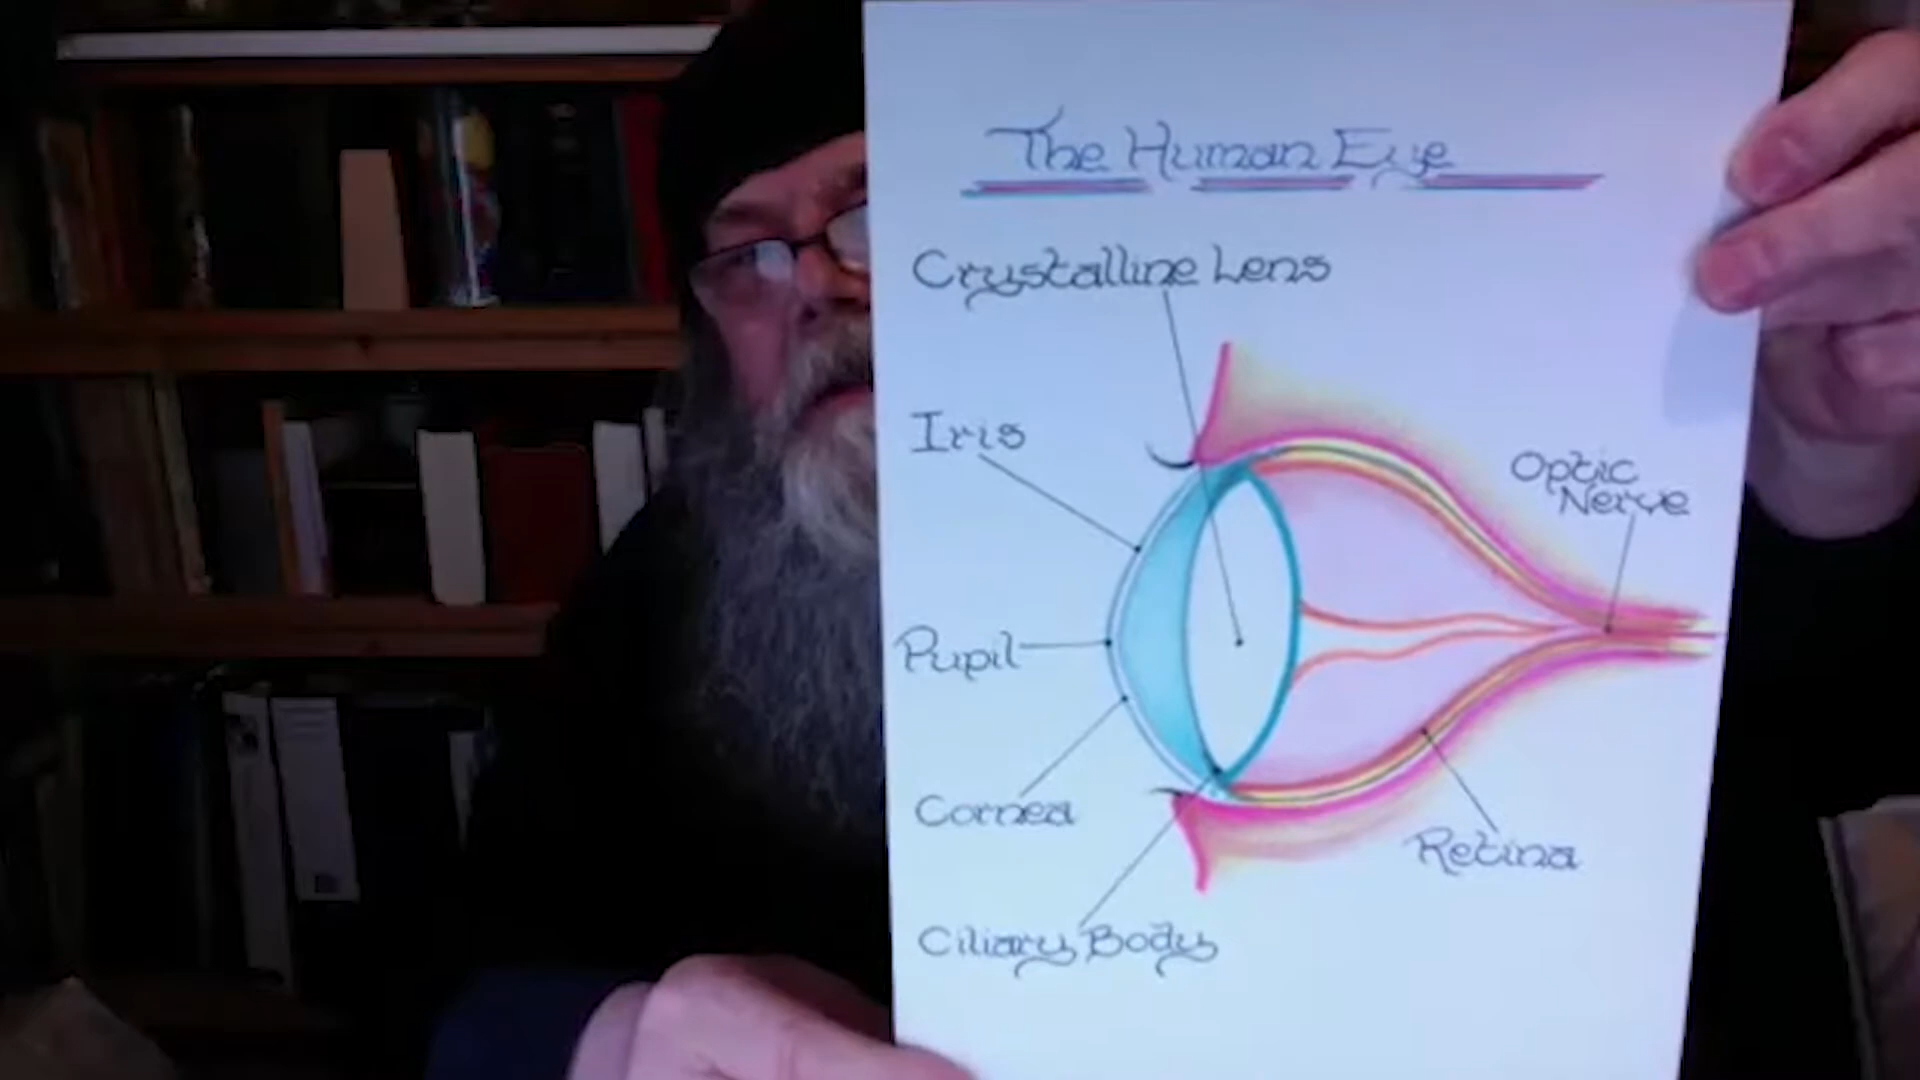 The Human Eye
Crystalline Lens
Iris
Optic
Nerve
Pupil
Cornea
Retina
Ciliary Body